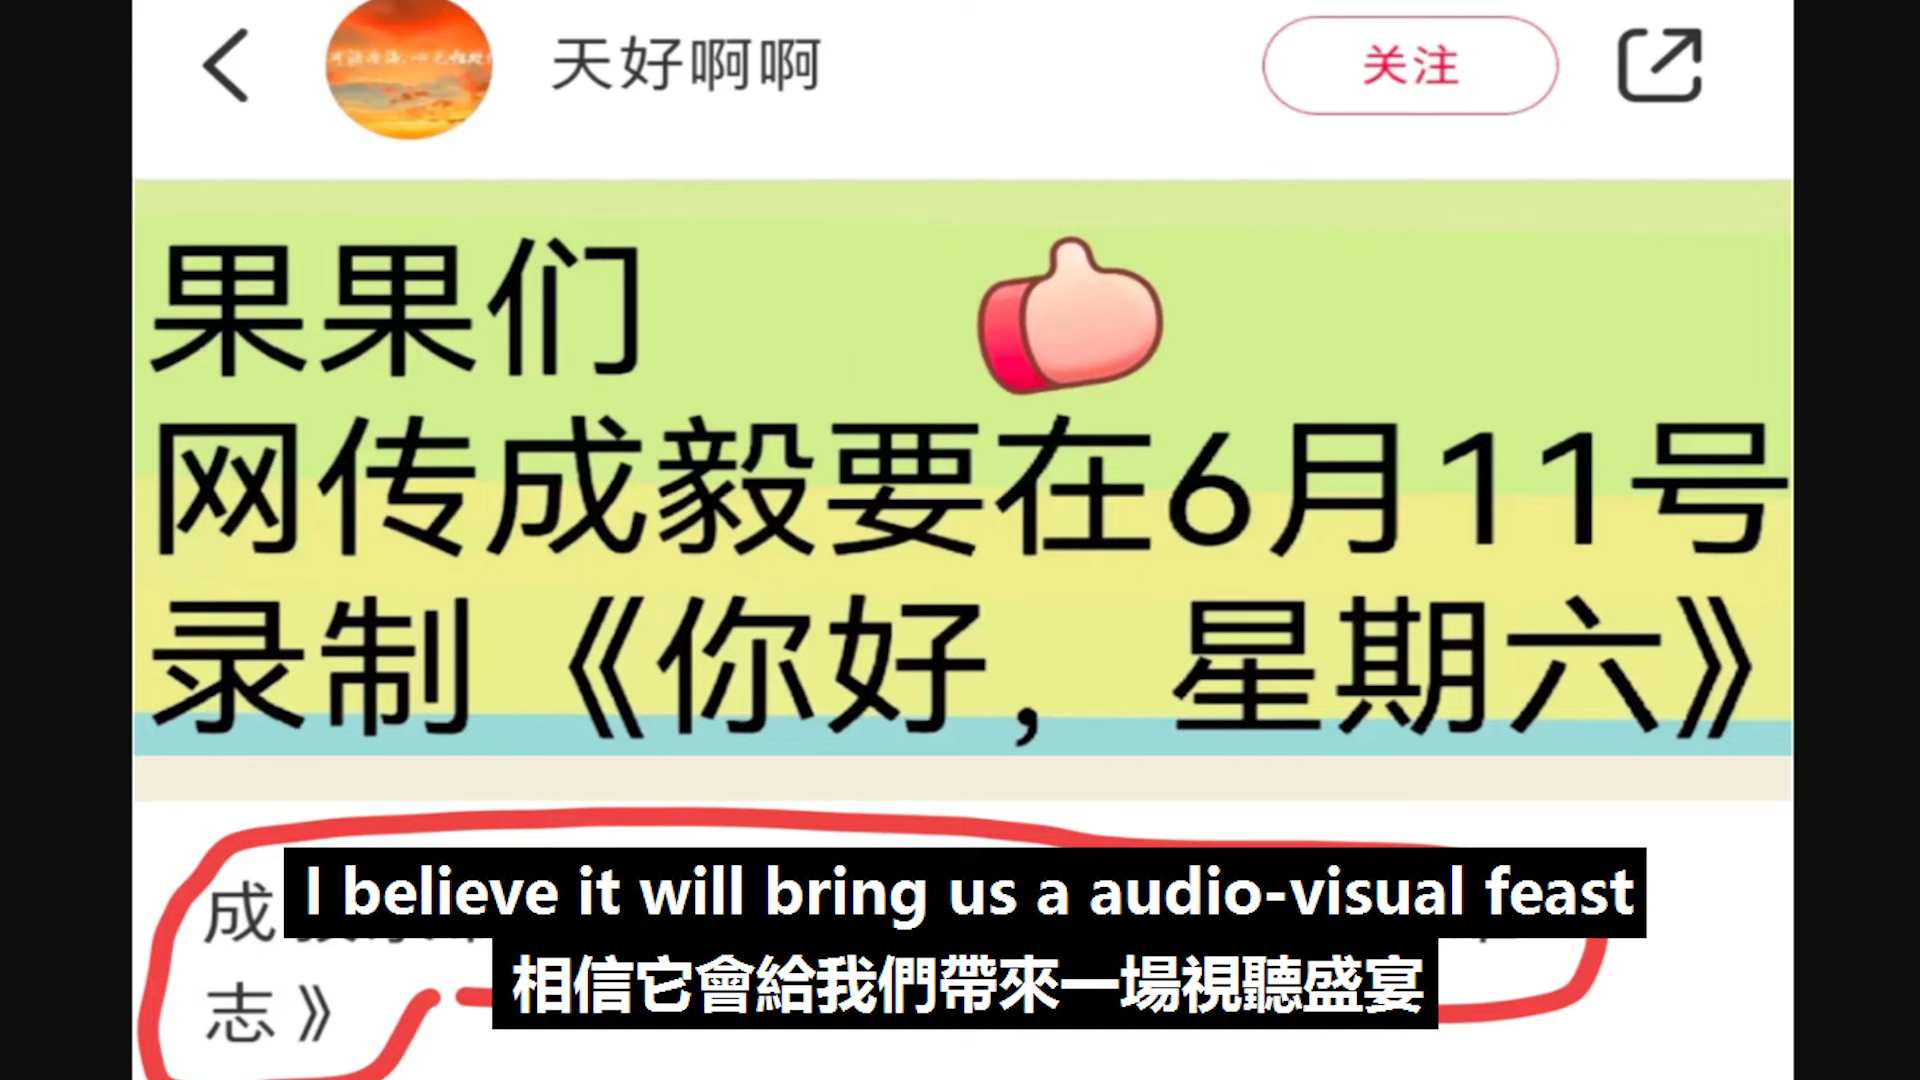 天好啊啊
关注
果果们
网传成毅要在6月11号
录制《你好，星期六》
成
志》
I believe it will bring us a audio-visual feast
相信它會給我們帶來一場視聽盛宴